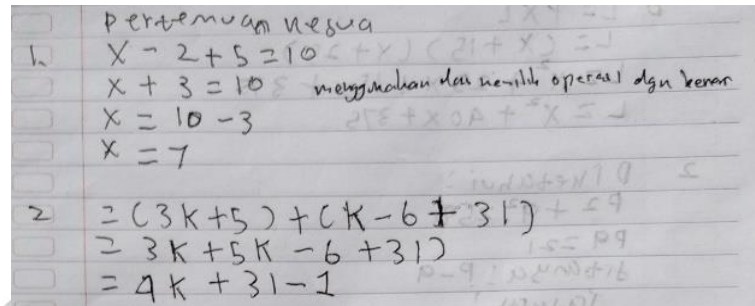 Pertemuan kedua
1. x - 2 + 5 = 10
x + 3 = 10 menggunakan dan memilih operasi dgn benar
x = 10 - 3
x = 7
2 = (3k + 5) + (k - 6 + 31)
= 3k + 5k - 6 + 31)
= 4k + 31 - 1